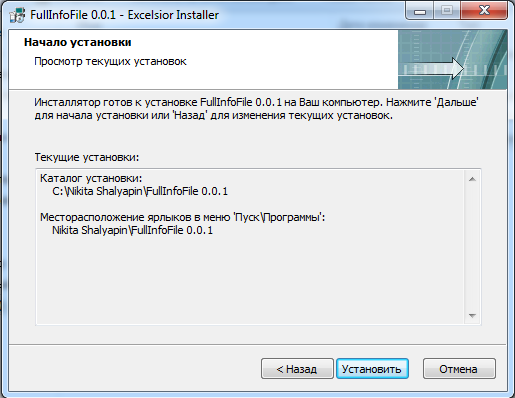 FullInfoFile 0.0.1 - Excelsior Installer
Начало установки
Просмотр текущих установок
Инсталлятор готов к установке FullInfoFile 0.0.1 на Ваш компьютер. Нажмите 'Дальше'
для начала установки или 'Назад' для изменения текущих установок.
Текущие установки:
Каталог установки:
C:\Nikita Shalyapin\FullInfoFile 0.0.1
Месторасположение ярлыков в меню 'Пуск\Программы':
Nikita Shalyapin\FullInfoFile 0.0.1
< Назад
Установить
Отмена